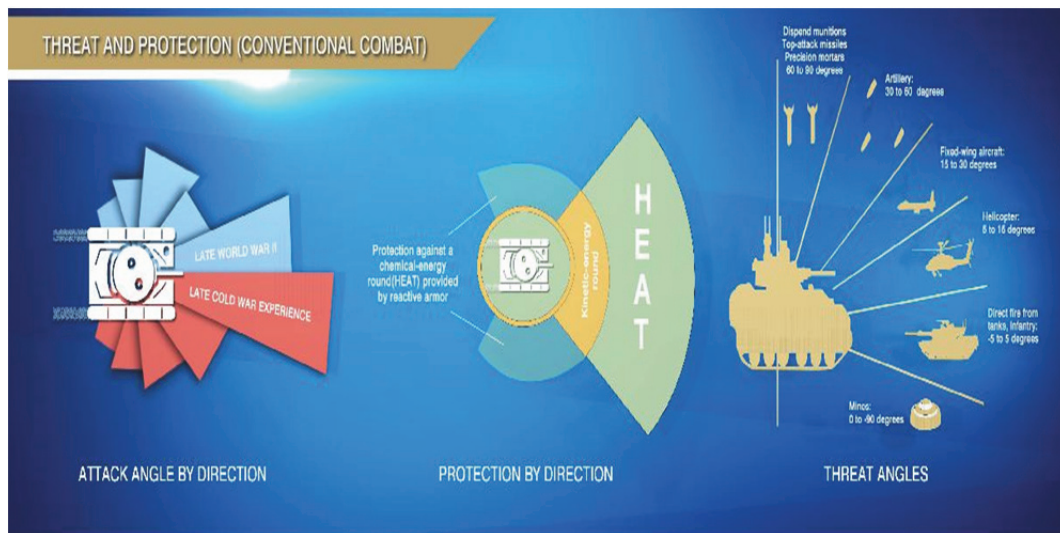 THREAT AND PROTECTION (CONVENTIONAL COMBAT)
LATE WORLD WAR II
LATE COLD WAR EXPERIENCE
ATTACK ANGLE BY DIRECTION
Protection against a
chemical-energy
round(HEAT) provided
by reactive armor
Kinetic-energy
round
HEAT
PROTECTION BY DIRECTION
Dispend munitions
Top-attack missiles
Precision mortars
60 to 90 degrees
Artillery:
30 to 60 degrees
Fixed-wing aircraft:
15 to 30 degrees
Helicopter:
5 to 15 degrees
Direct fire from
tanks, infantry:
-5 to 5 degrees
Mines:
0 to -90 degrees
THREAT ANGLES